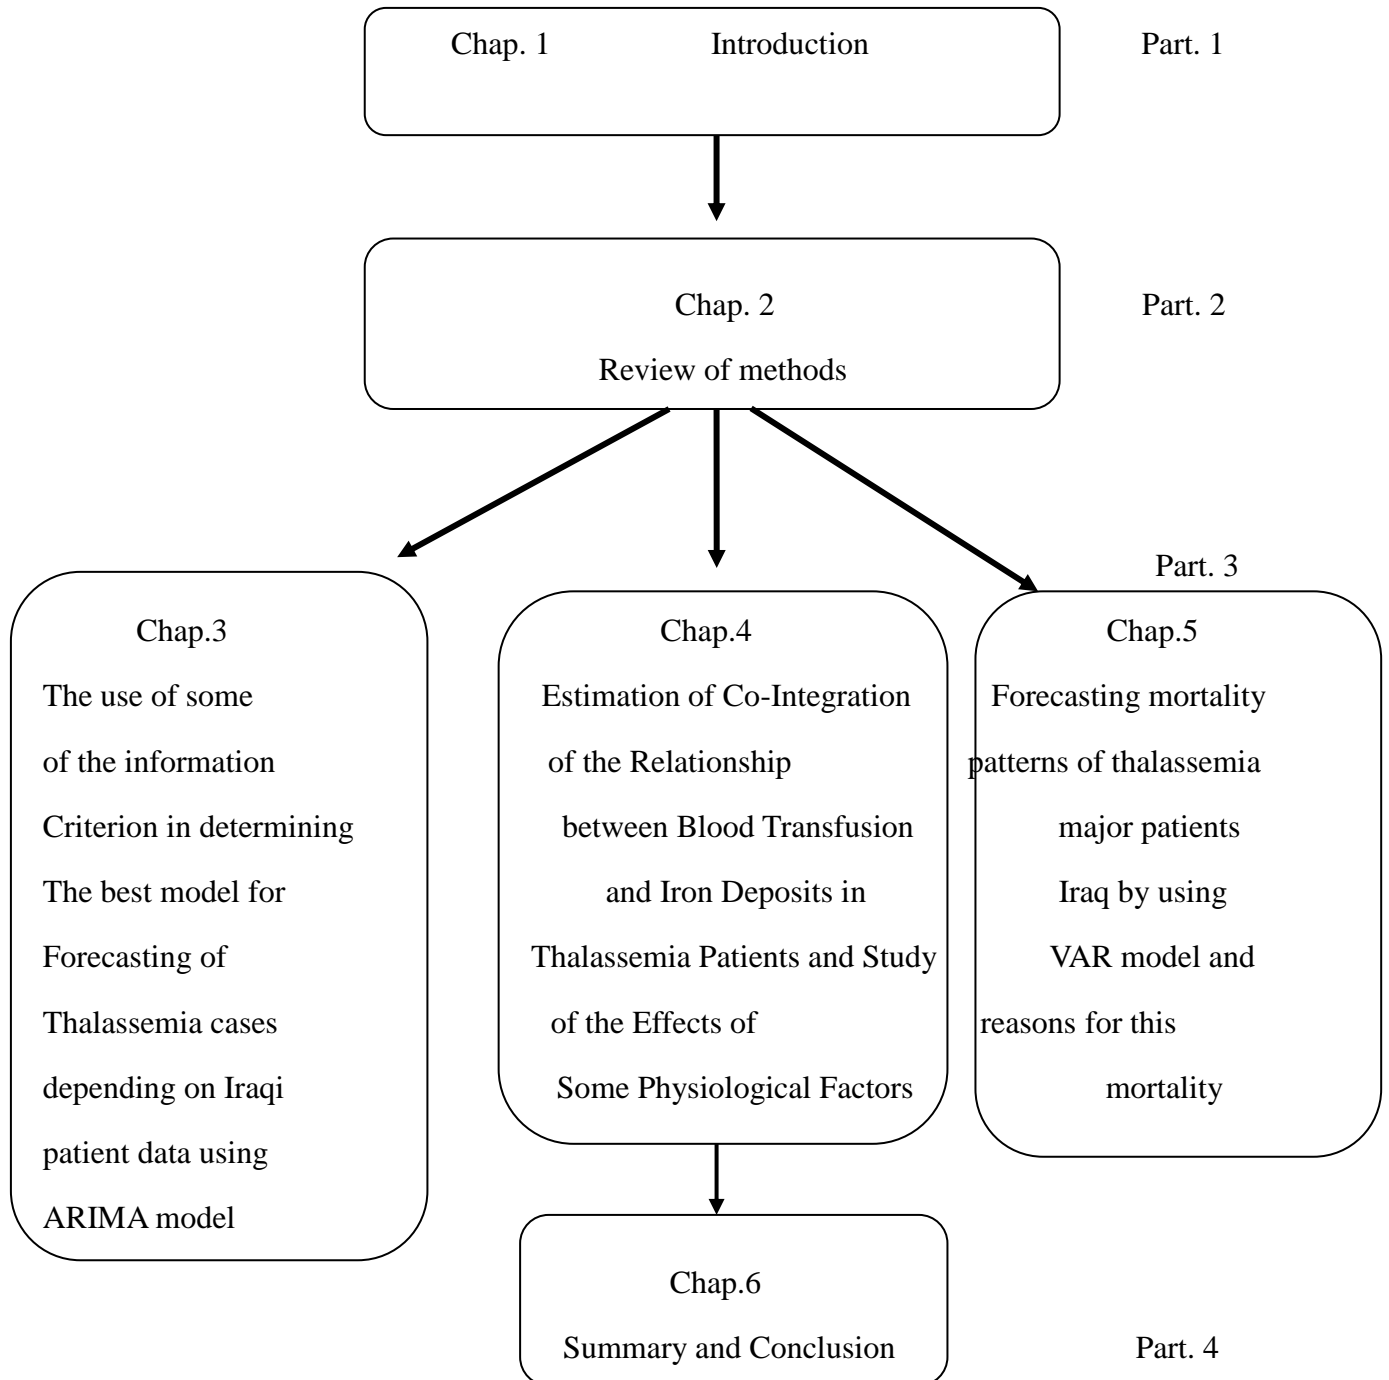 Chap. 1 Introduction Part. 1
Chap. 2 Part. 2
Review of methods
Part. 3
Chap.3
The use of some
of the information
Criterion in determining
The best model for
Forecasting of
Thalassemia cases
depending on Iraqi
patient data using
ARIMA model
Chap.4
Estimation of Co-Integration
of the Relationship
between Blood Transfusion
and Iron Deposits in
Thalassemia Patients and Study
of the Effects of
Some Physiological Factors
Chap.5
Forecasting mortality
patterns of thalassemia
major patients
Iraq by using
VAR model and
reasons for this
mortality
Chap.6
Summary and Conclusion Part. 4